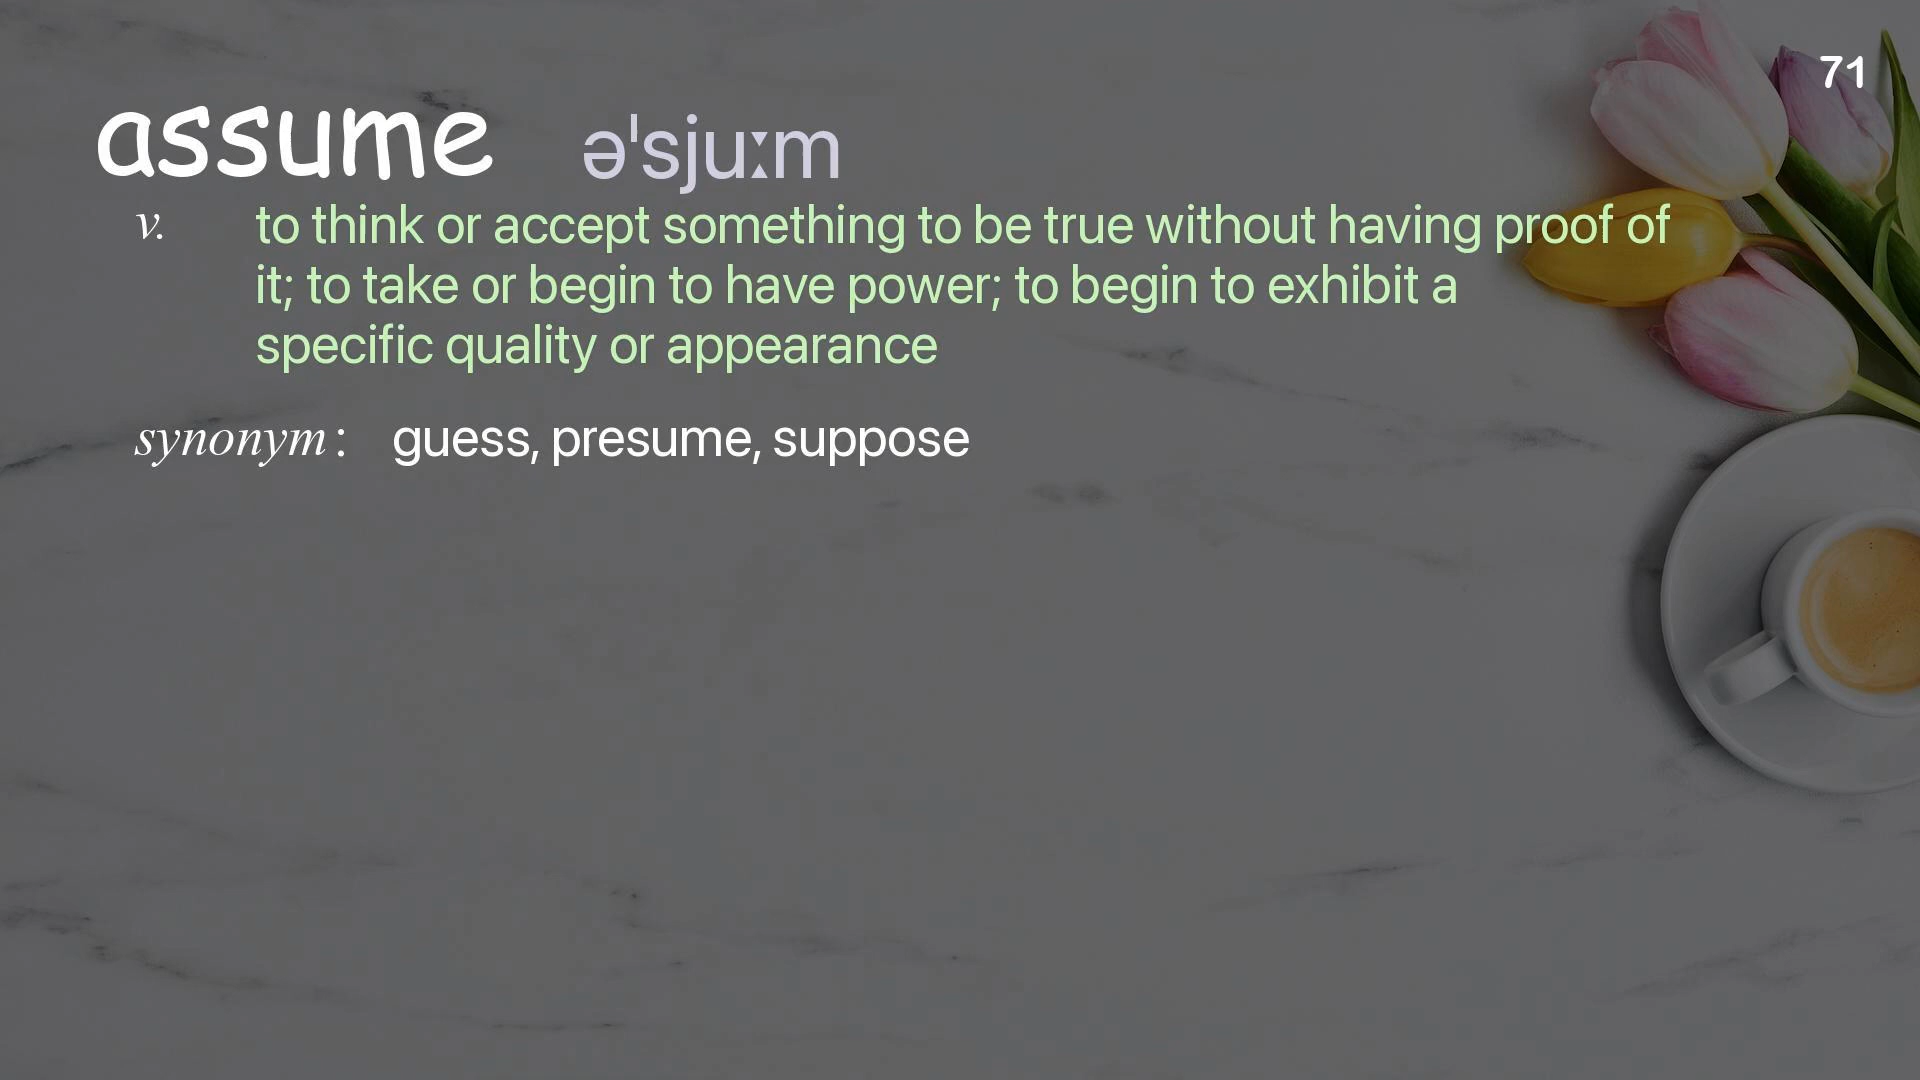 71
assume əˈsjuːm
v. to think or accept something to be true without having proof of
it; to take or begin to have power; to begin to exhibit a
specific quality or appearance
synonym : guess, presume, suppose